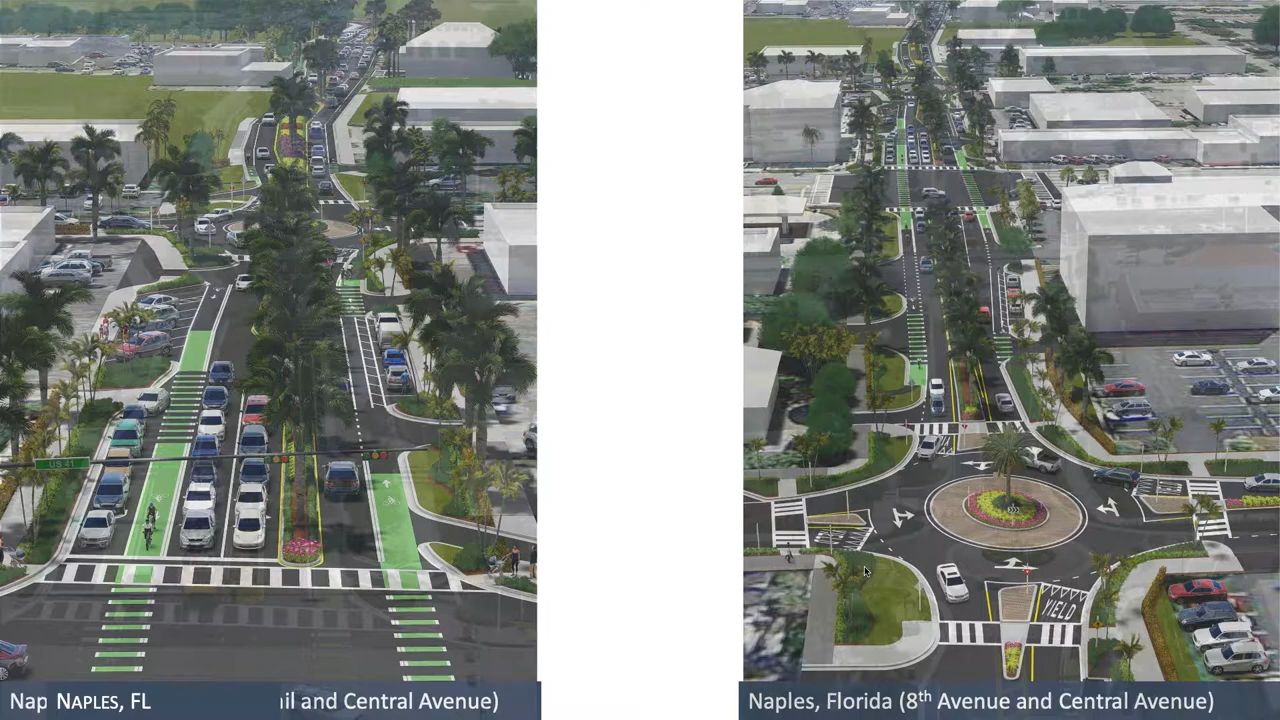 US 41
YIELD
Nap NAPLES, FL il and Central Avenue)
Naples, Florida (8th Avenue and Central Avenue)